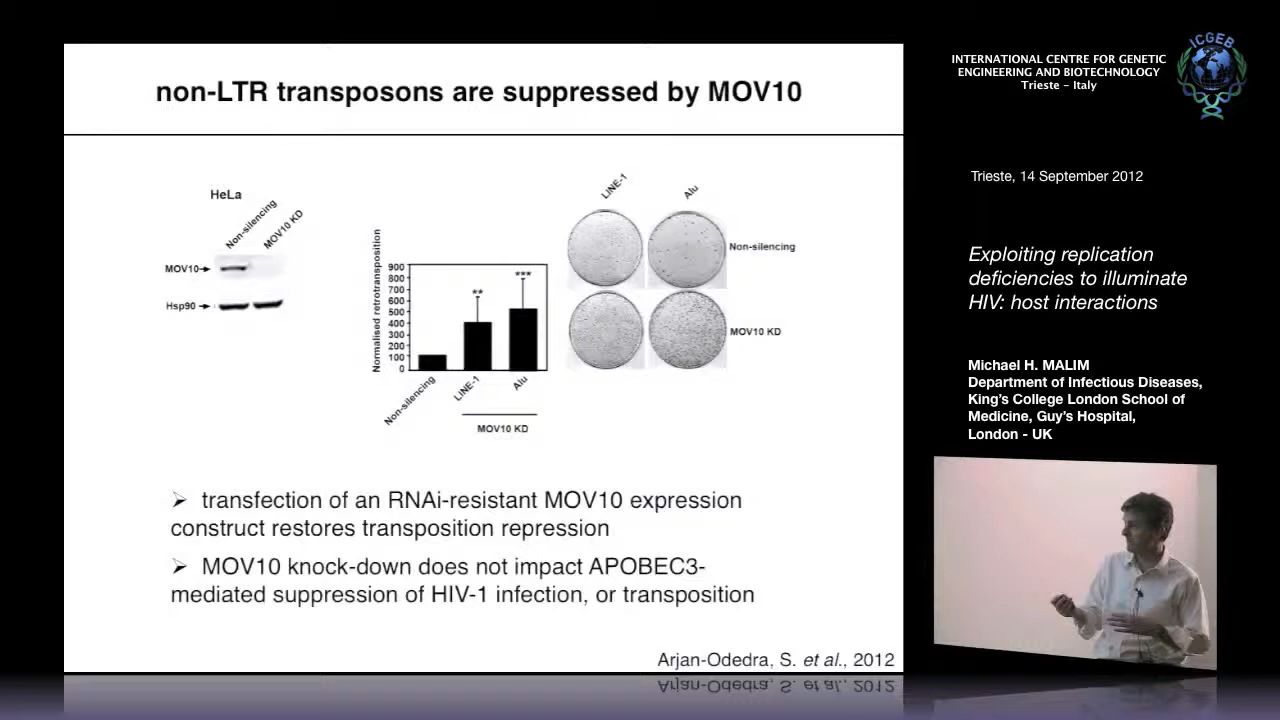 non-LTR transposons are suppressed by MOV10
HeLa
Non-silencing
MOV10 KD
MOV10
Hsp90
Normalised retrotransposition
900
800
700
600
500
400
300
200
100
0
**
***
Non-silencing
LINE-1
Alu
MOV10 KD
LINE-1
Alu
Non-silencing
MOV10 KD
➢ transfection of an RNAi-resistant MOV10 expression
construct restores transposition repression
➢ MOV10 knock-down does not impact APOBEC3-
mediated suppression of HIV-1 infection, or transposition
Arjan-Odedra, S. et al., 2012
INTERNATIONAL CENTRE FOR GENETIC
ENGINEERING AND BIOTECHNOLOGY
Trieste - Italy
ICGEB
Trieste, 14 September 2012
Exploiting replication
deficiencies to illuminate
HIV: host interactions
Michael H. MALIM
Department of Infectious Diseases,
King's College London School of
Medicine, Guy's Hospital,
London - UK